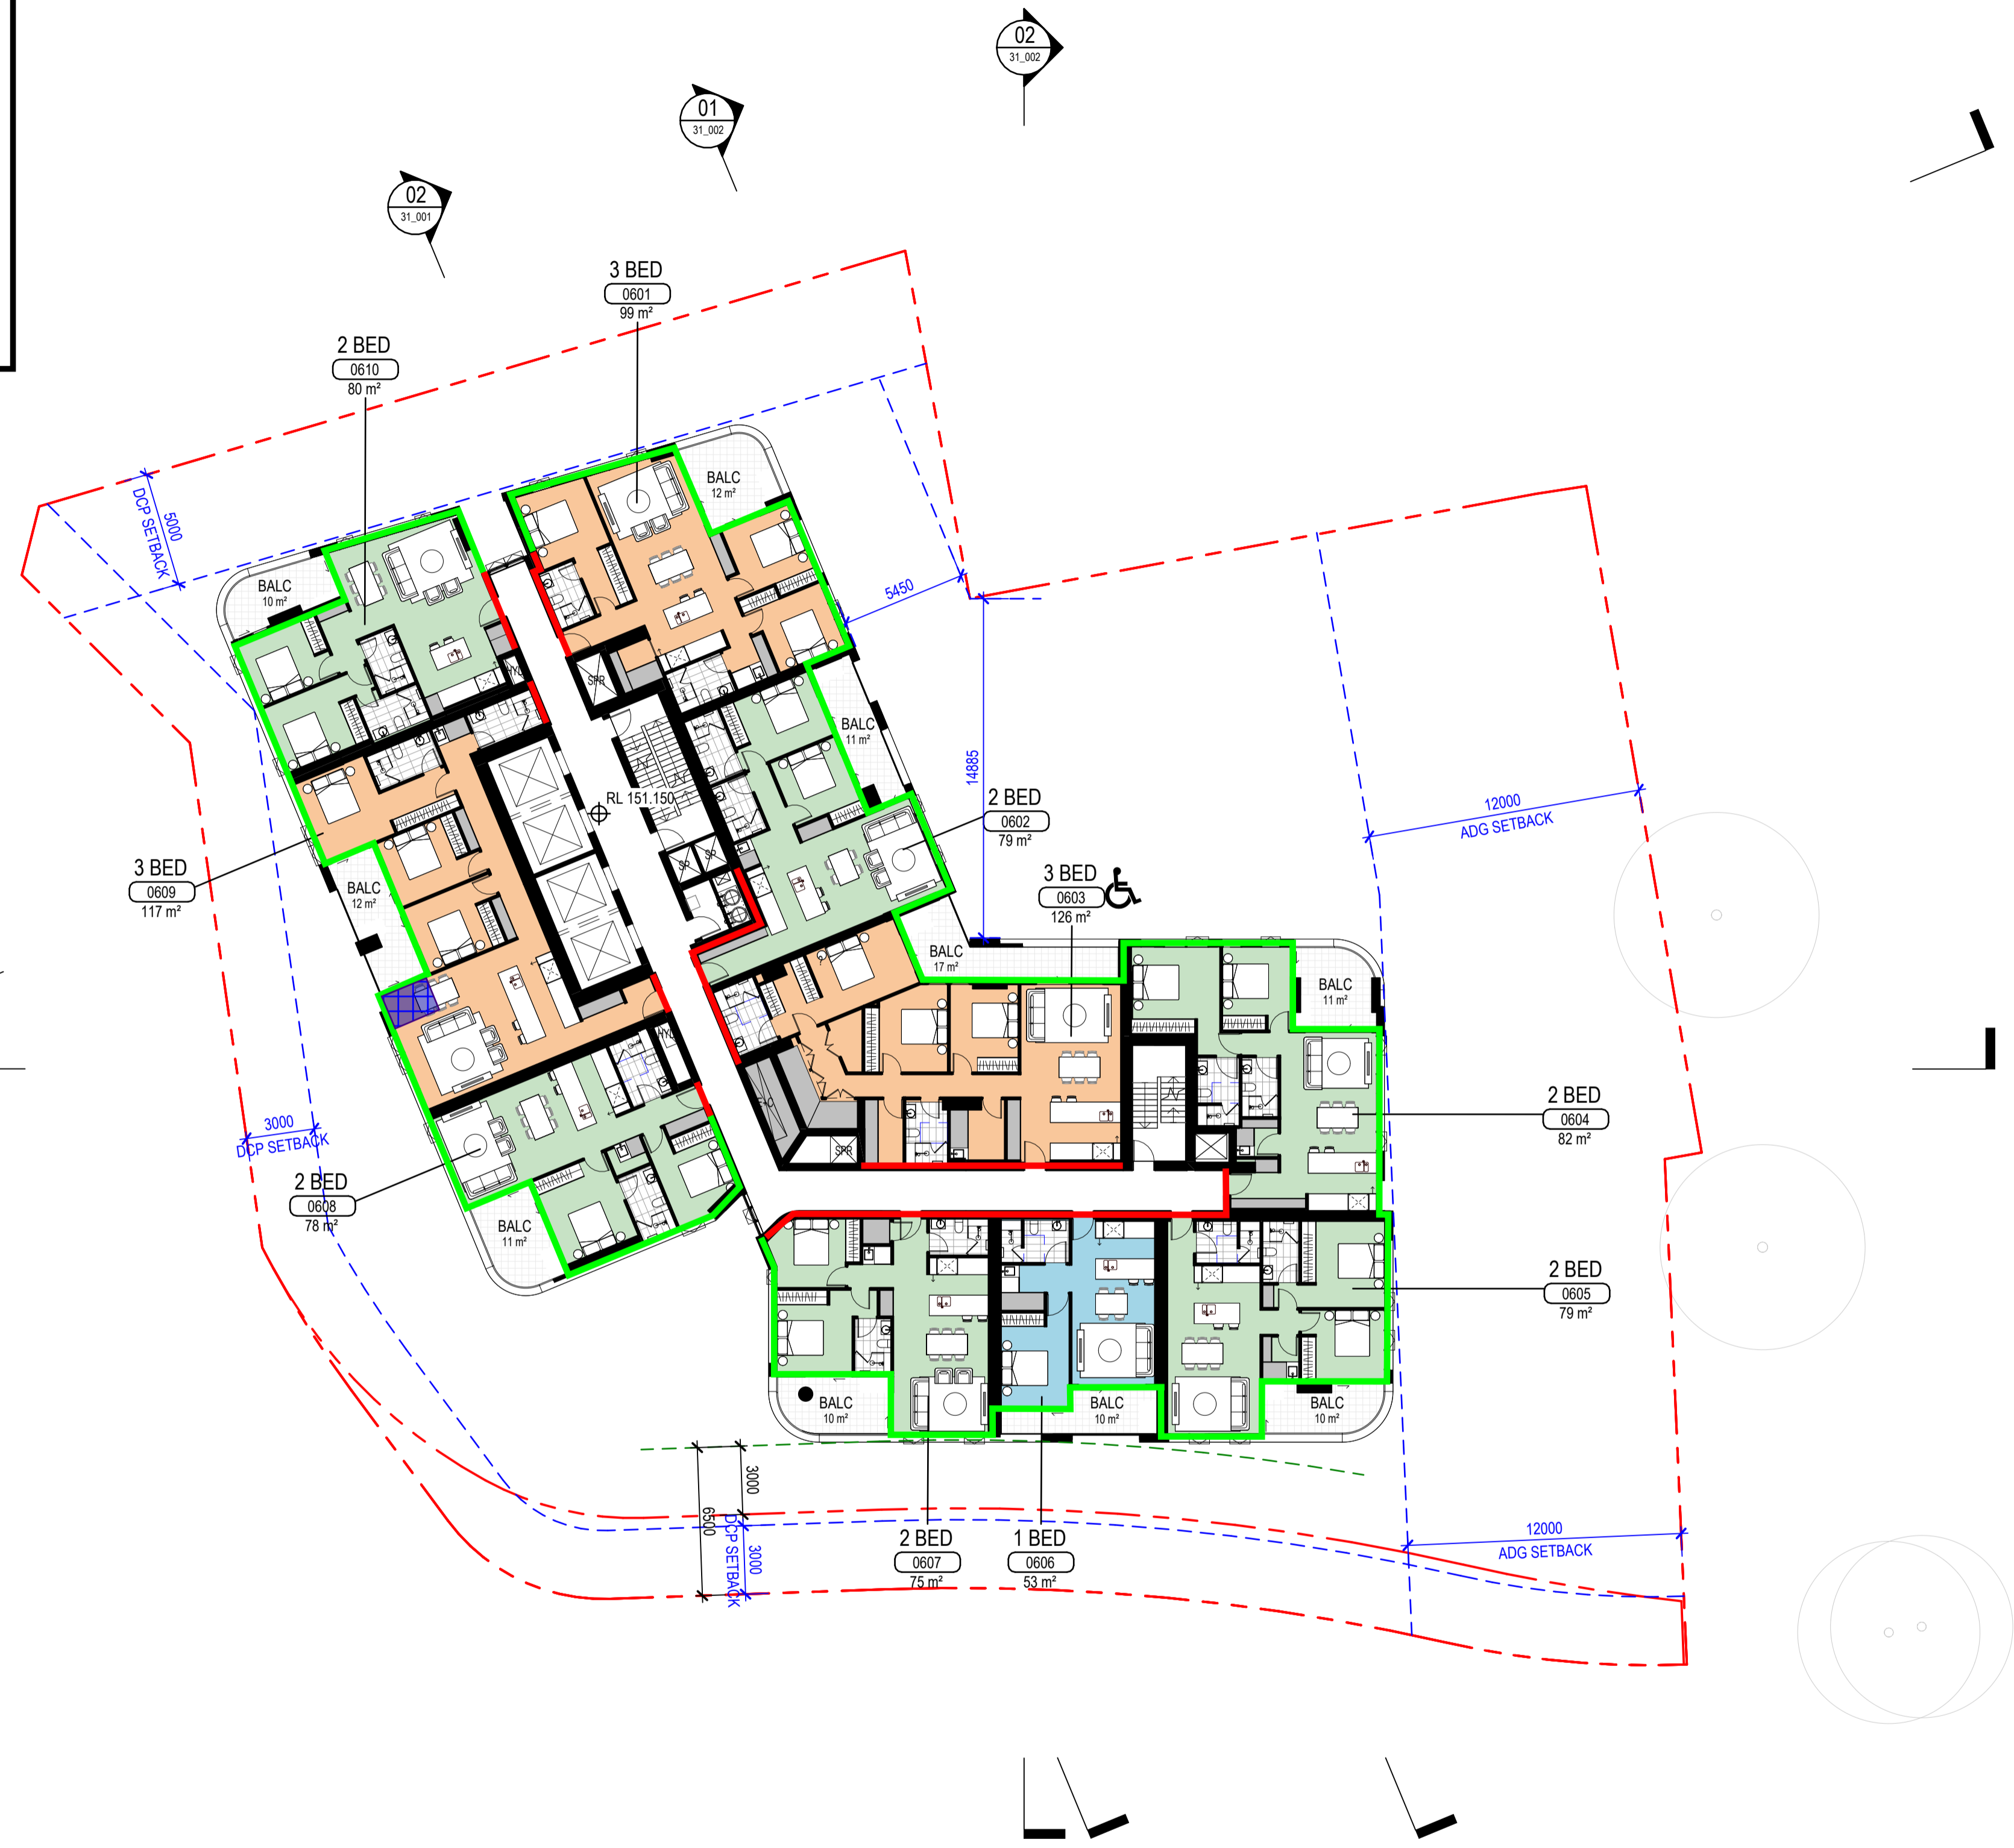 02
31_002
01
31_002
02
31_001
3 BED
0601
99 m²
2 BED
0610
80 m²
BALC
12 m²
5000
DCP SETBACK
BALC
10 m²
5450
HYD
SPR
BALC
11 m²
14885
RL 151.150
2 BED
0602
79 m²
12000
ADG SETBACK
SP
SP
3 BED
0609
117 m²
BALC
12 m²
3 BED
0603
126 m²
BALC
17 m²
BALC
11 m²
2 BED
0604
82 m²
3000
DCP SETBACK
SPR
2 BED
0608
78 m²
BALC
11 m²
2 BED
0605
79 m²
BALC
10 m²
BALC
10 m²
BALC
10 m²
3000
6500
DCP SETBACK
3000
2 BED
0607
75 m²
1 BED
0606
53 m²
12000
ADG SETBACK